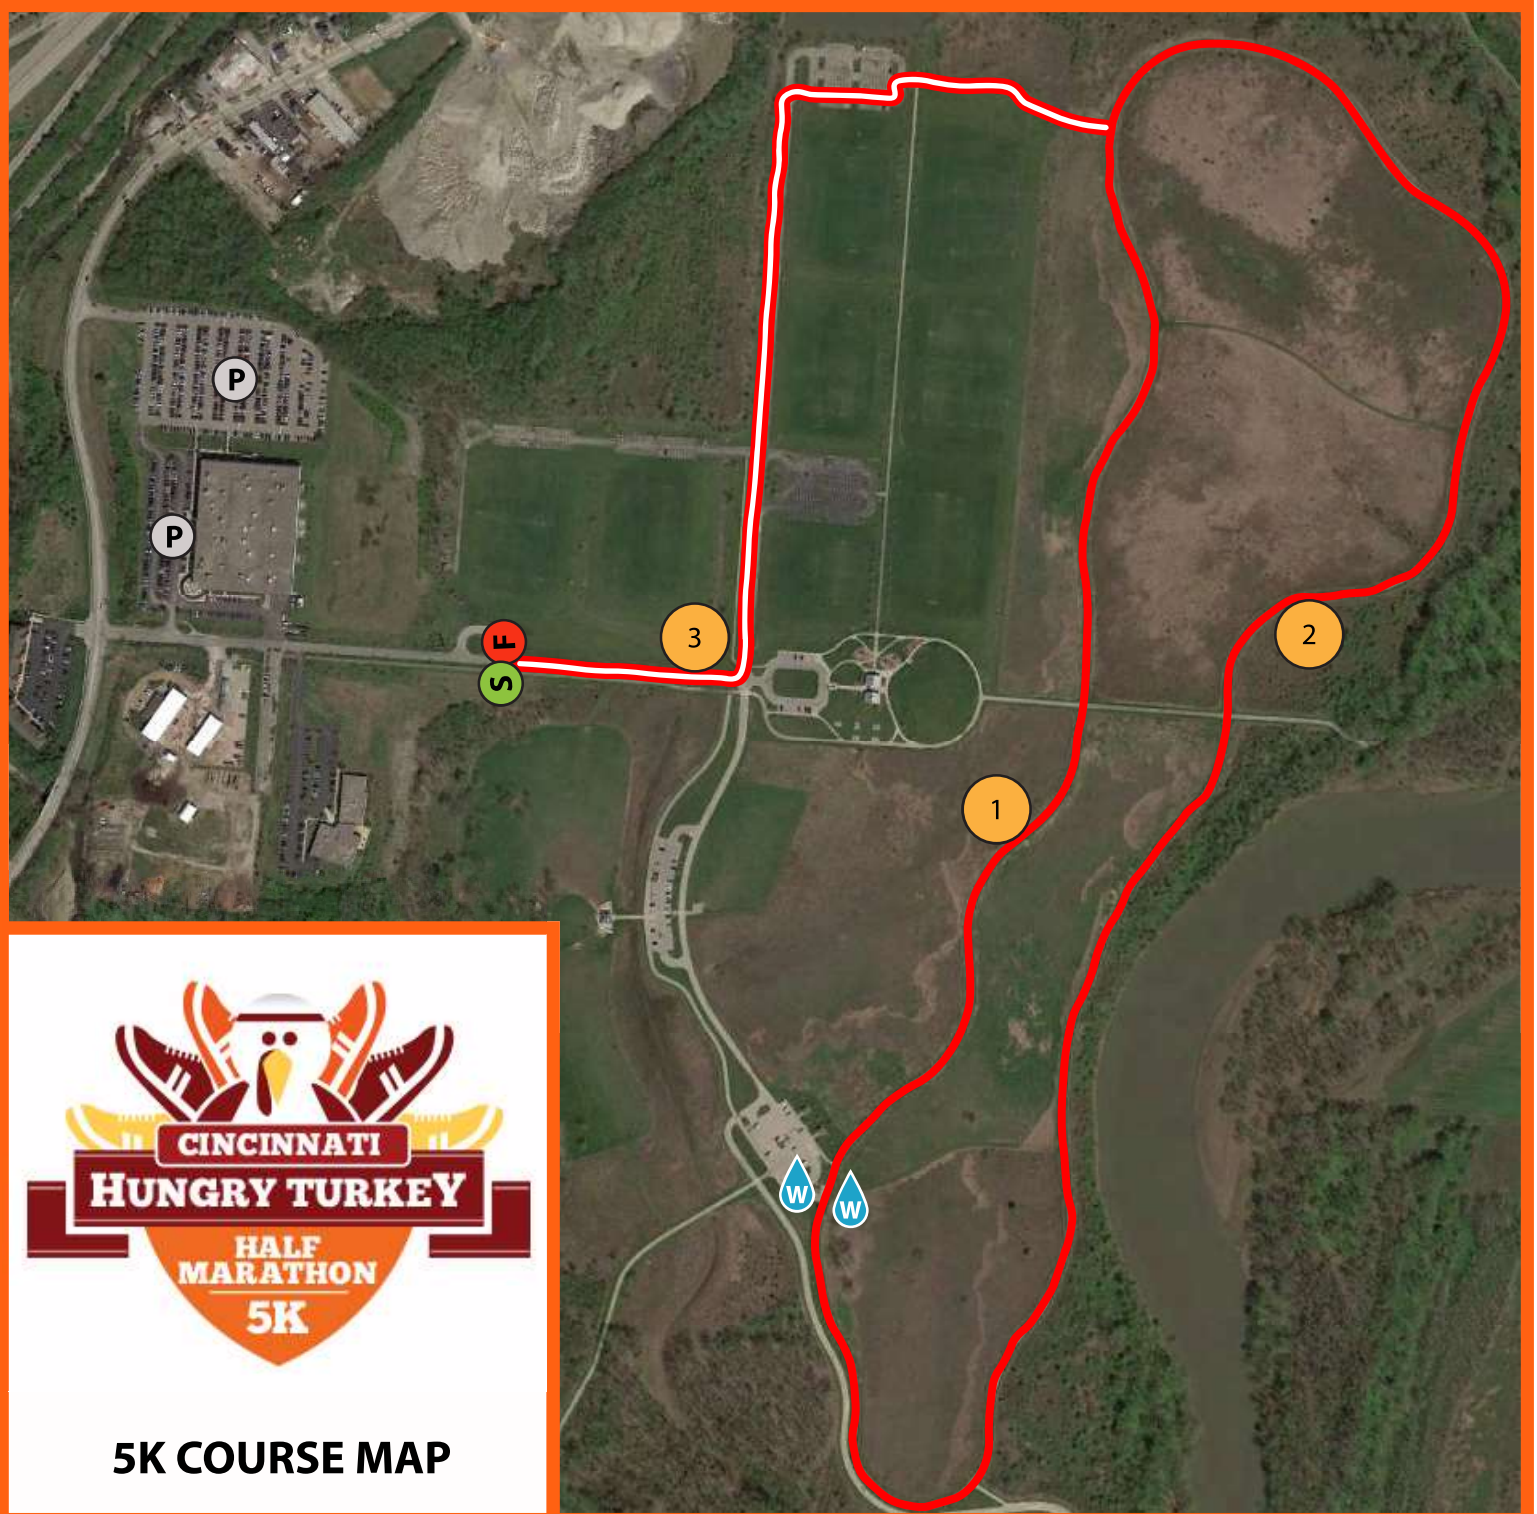 P
P
F
S
3
2
1
W
W
CINCINNATI
HUNGRY TURKEY
HALF
MARATHON
5K
5K COURSE MAP